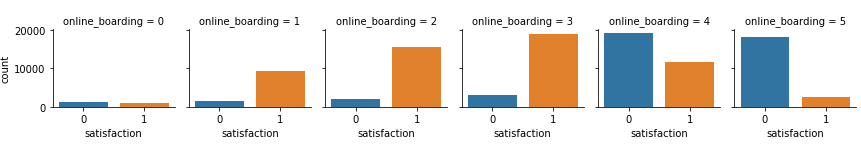 online_boarding = 0
online_boarding = 1
online_boarding = 2
online_boarding = 3
online_boarding = 4
online_boarding = 5
20000
10000
0
count
0 1
0 1
0 1
0 1
0 1
0 1
satisfaction
satisfaction
satisfaction
satisfaction
satisfaction
satisfaction